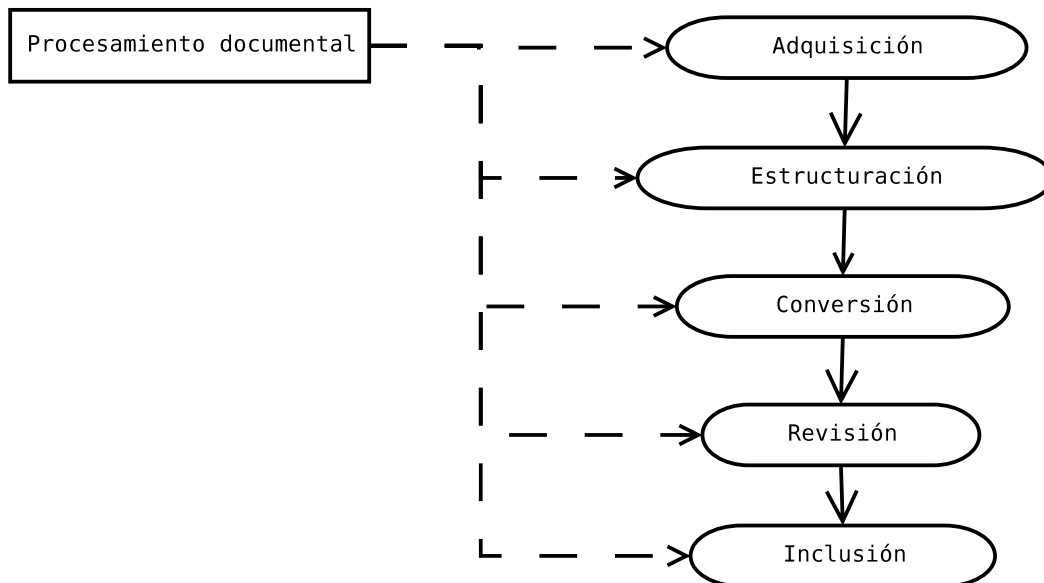 Procesamiento documental
Adquisición
Estructuración
Conversión
Revisión
Inclusión